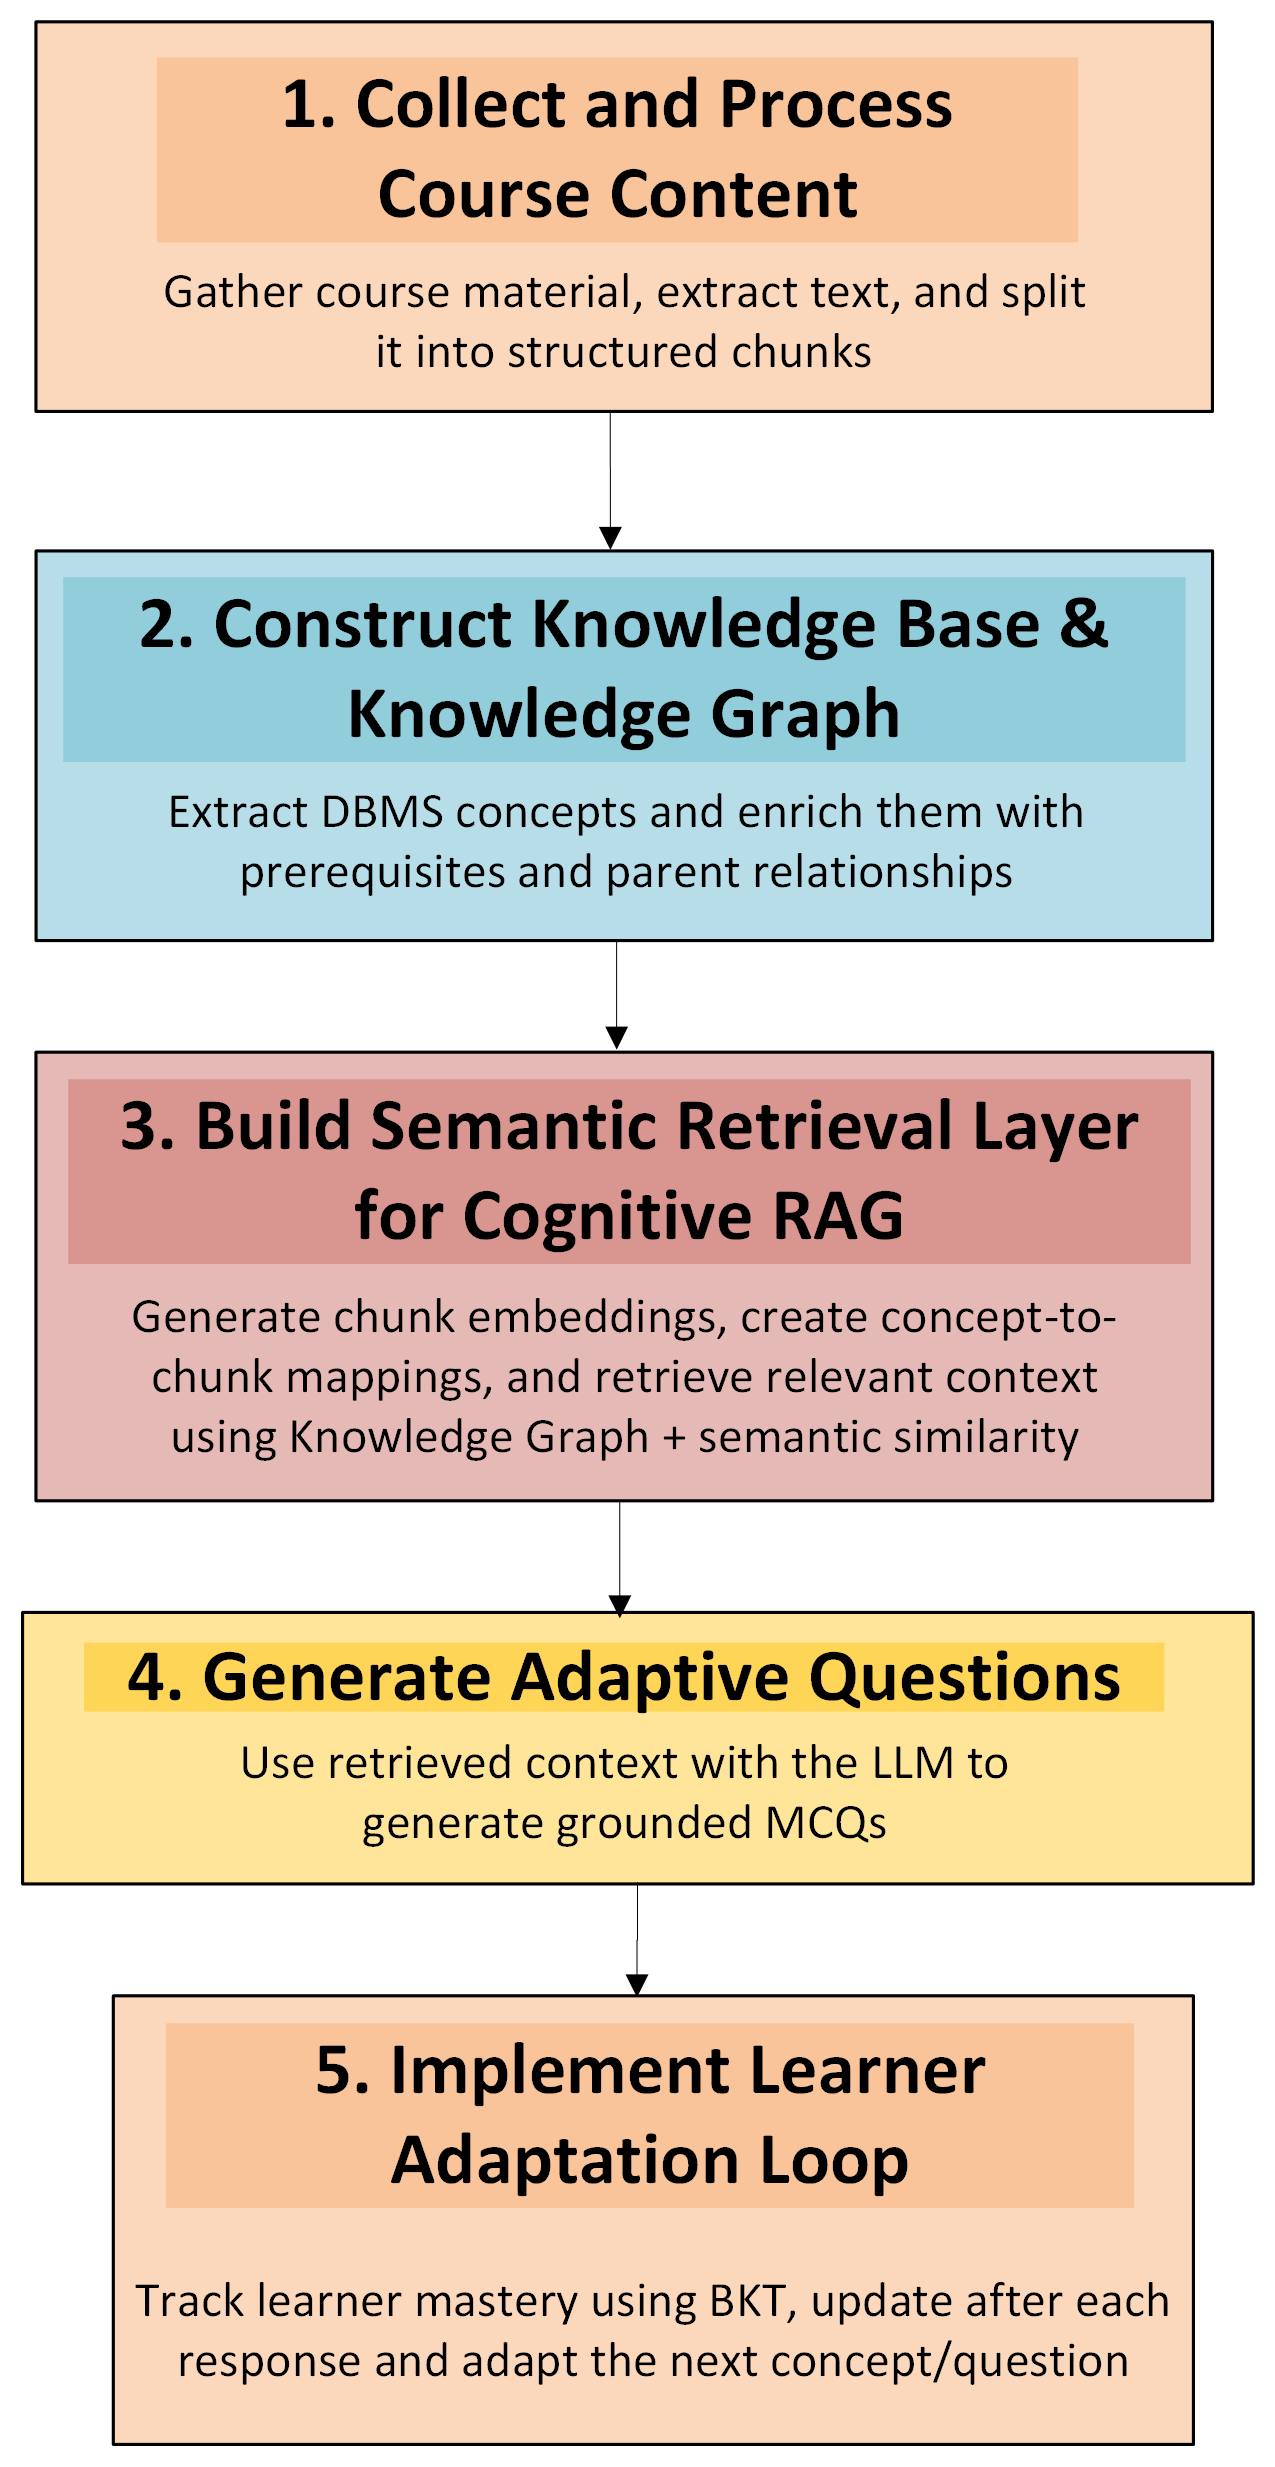 1. Collect and Process
Course Content
Gather course material, extract text, and split
it into structured chunks
2. Construct Knowledge Base &
Knowledge Graph
Extract DBMS concepts and enrich them with
prerequisites and parent relationships
3. Build Semantic Retrieval Layer
for Cognitive RAG
Generate chunk embeddings, create concept-to-
chunk mappings, and retrieve relevant context
using Knowledge Graph + semantic similarity
4. Generate Adaptive Questions
Use retrieved context with the LLM to
generate grounded MCQs
5. Implement Learner
Adaptation Loop
Track learner mastery using BKT, update after each
response and adapt the next concept/question